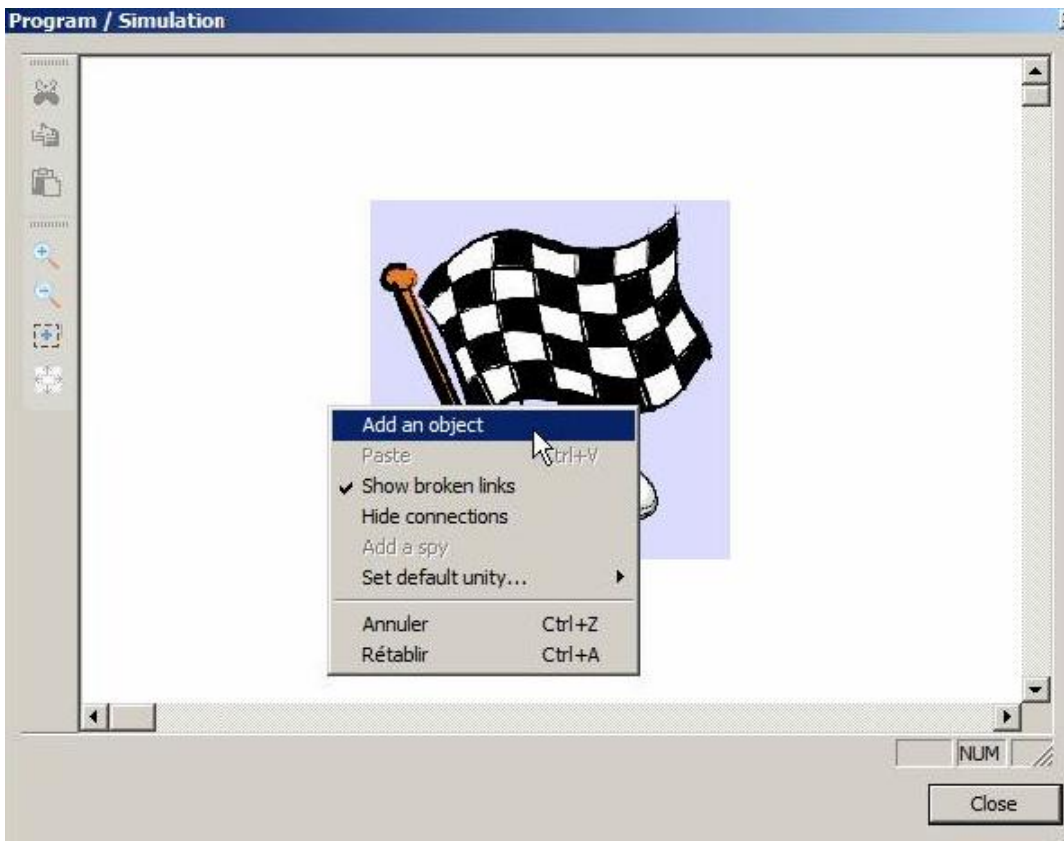 Program / Simulation
Add an object
Paste Ctrl+V
Show broken links
Hide connections
Add a spy
Set default unity...
Annuler Ctrl+Z
Rétablir Ctrl+A
NUM
Close